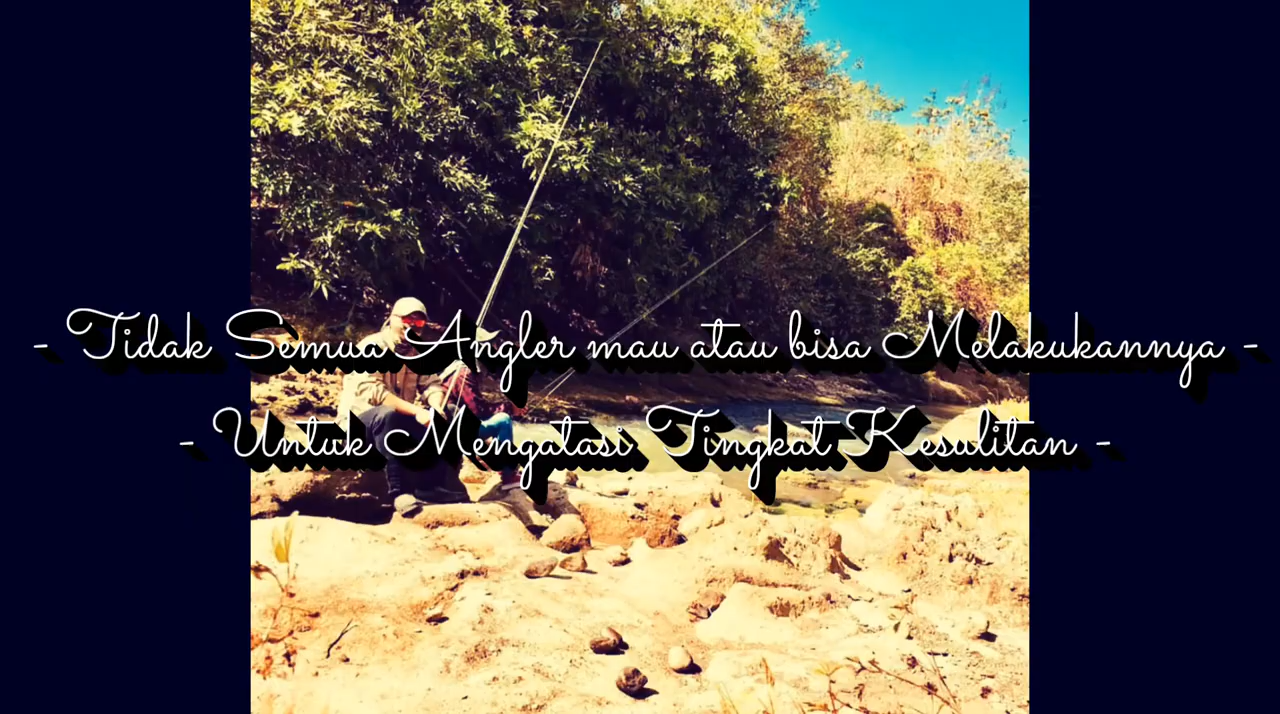 - Tidak Semua Angler mau atau bisa Melakukannya -
- Untuk Mengatasi Tingkat Kesulitan -